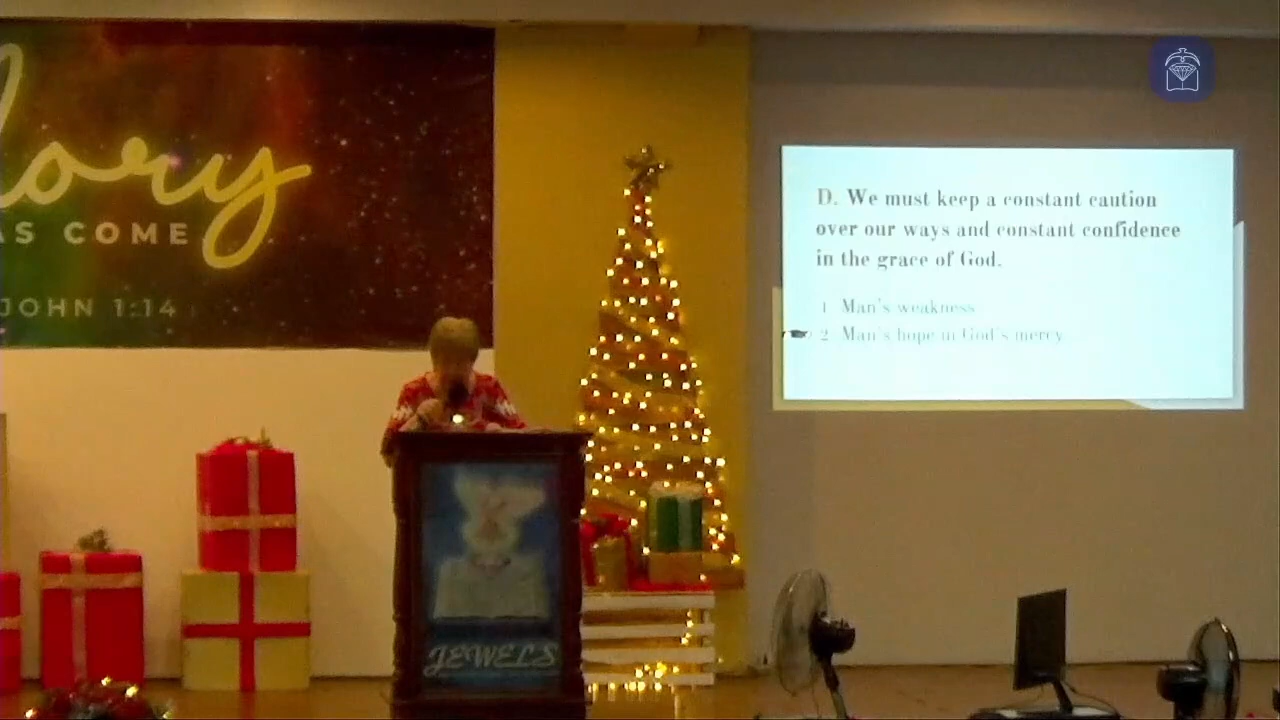 lory
AS COME
JOHN 1:14
D. We must keep a constant caution
over our ways and constant confidence
in the grace of God.
1 Man's weakness
2 Man's hope in God's mercy
JEWELS